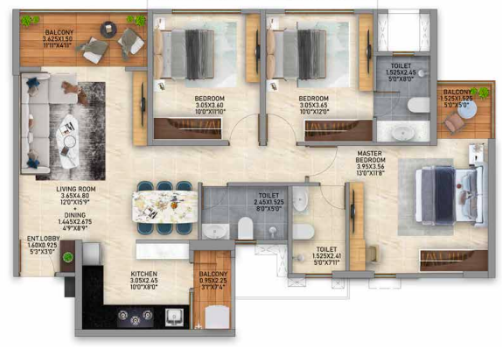 BALCONY
3.625X1.50
11'11"X4'11"
BEDROOM
3.05X3.60
10'0"X11'10"
BEDROOM
3.05X3.65
10'0"X12'0"
TOILET
1.525X2.45
5'0"X8'0"
BALCONY
1.525X1.525
5'0"X5'0"
MASTER
BEDROOM
3.95X3.56
13'0"X11'8"
LIVING ROOM
3.65X4.80
12'0"X15'9"
+
DINING
1.445X2.675
4'9"X8'9"
TOILET
2.45X1.525
8'0"X5'0"
ENT.LOBBY
1.60X0.925
5'3"X3'0"
TOILET
1.525X2.41
5'0"X7'11"
KITCHEN
3.05X2.45
10'0"X8'0"
BALCONY
0.95X2.25
3'1"X7'4"